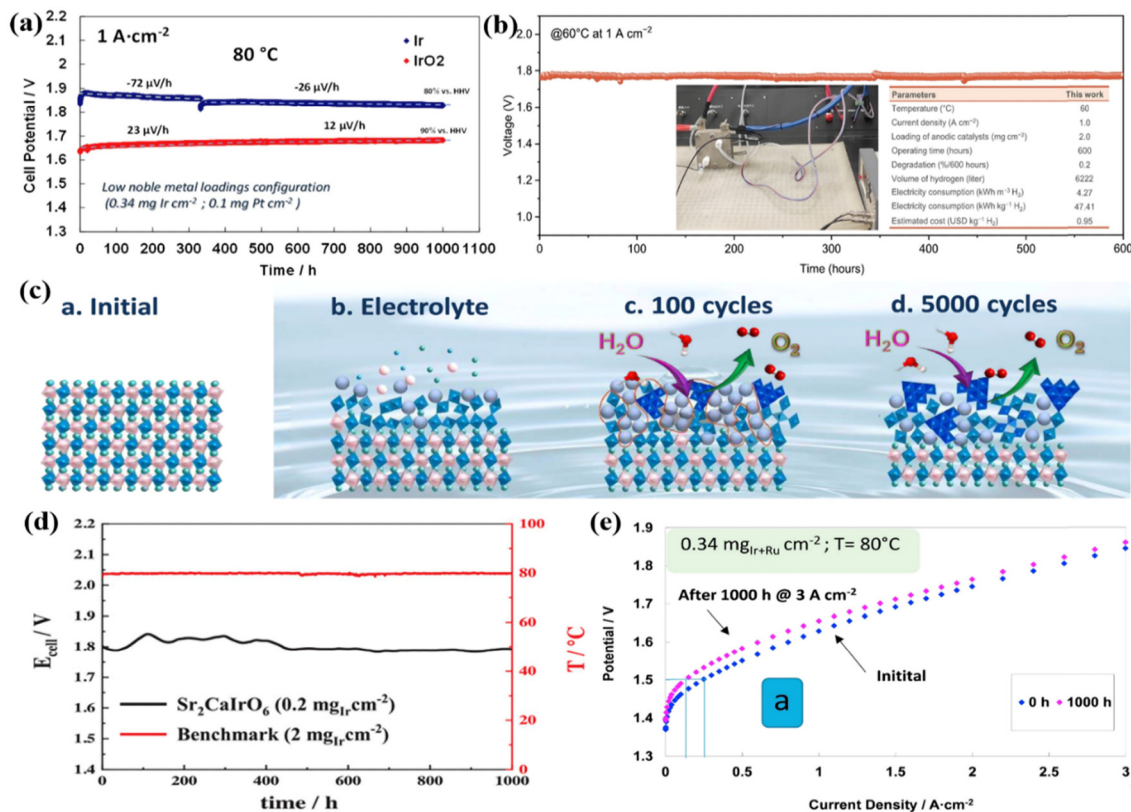 (a)
2.2
2.1
2.0
1.9
1.8
1.7
1.6
1.5
1.4
1.3
Cell Potential / V
1 A·cm-2
80 °C
Ir
IrO2
-72 µV/h
-26 µV/h
80% vs. HHV
23 µV/h
12 µV/h
90% vs. HHV
Low noble metal loadings configuration
(0.34 mg Ir cm-2 ; 0.1 mg Pt cm-2 )
0 100 200 300 400 500 600 700 800 900 1000 1100
Time / h
(b)
@60°C at 1 A cm−2
2.0
1.8
1.6
1.4
1.2
1.0
Voltage (V)
Parameters This work
Temperature (°C) 60
Current density (A cm−2) 1.0
Loading of anodic catalysts (mg cm−2) 2.0
Operating time (hours) 600
Degradation (%/600 hours) 0.2
Volume of hydrogen (liter) 6222
Electricity consumption (kWh m−3 H2) 4.27
Electricity consumption (kWh kg−1 H2) 47.41
Estimated cost (USD kg−1 H2) 0.95
0 50 100 150 200 250 300 350 400 450 500 550 600
Time (hours)
(c)
a. Initial
b. Electrolyte
c. 100 cycles
d. 5000 cycles
H2O
O2
H2O
O2
(d)
2.2
2.1
2.0
1.9
1.8
1.7
1.6
1.5
1.4
Ecell / V
100
80
60
40
20
0
T / °C
Sr2CaIrO6 (0.2 mgIrcm-2)
Benchmark (2 mgIrcm-2)
0 200 400 600 800 1000
time / h
(e)
1.9
1.8
1.7
1.6
1.5
1.4
1.3
Potential / V
0.34 mgIr+Ru cm-2 ; T= 80°C
After 1000 h @ 3 A cm-2
Initital
a
0 h
1000 h
0 0.5 1 1.5 2 2.5 3
Current Density / A·cm-2